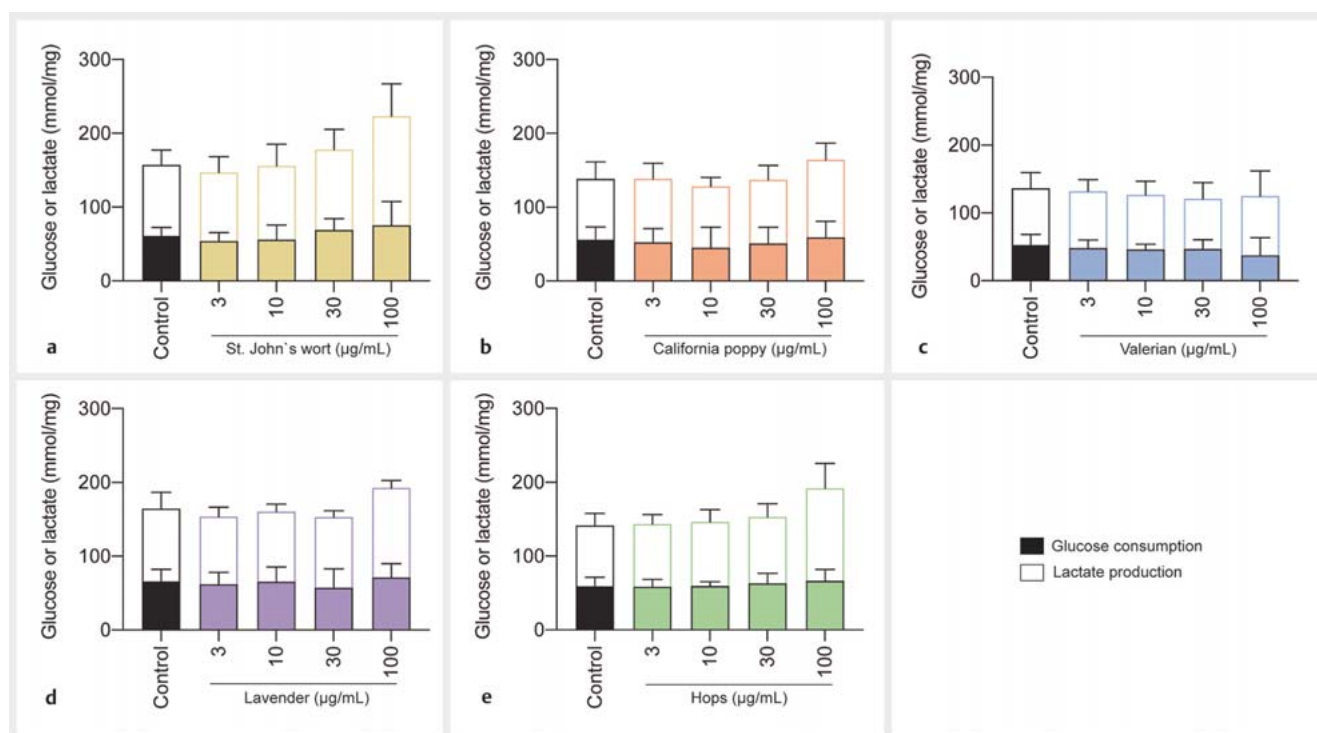 Glucose or lactate (mmol/mg)
300
200
100
0
Control
3
10
30
100
St. John`s wort (µg/mL)
a
Glucose or lactate (mmol/mg)
300
200
100
0
Control
3
10
30
100
California poppy (µg/mL)
b
Glucose or lactate (mmol/mg)
300
200
100
0
Control
3
10
30
100
Valerian (µg/mL)
c
Glucose or lactate (mmol/mg)
300
200
100
0
Control
3
10
30
100
Lavender (µg/mL)
d
Glucose or lactate (mmol/mg)
300
200
100
0
Control
3
10
30
100
Hops (µg/mL)
e
Glucose consumption
Lactate production